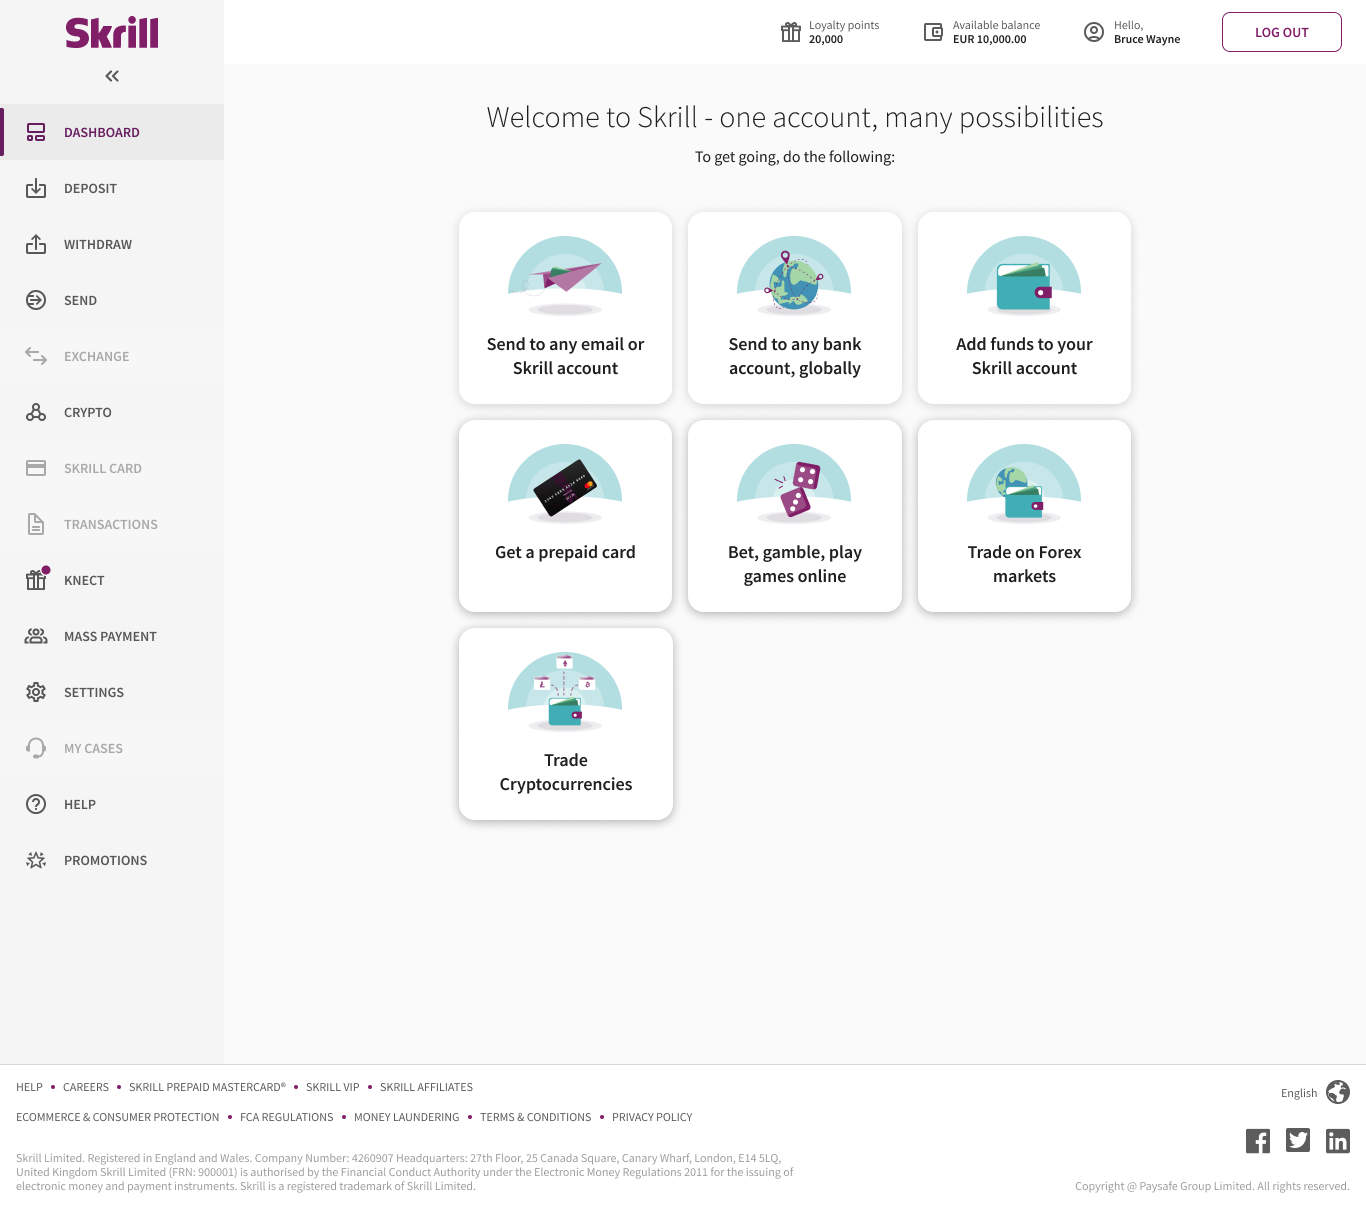 Skrill
Loyalty points
20,000
Available balance
EUR 10,000.00
Hello,
Bruce Wayne
LOG OUT
DASHBOARD
DEPOSIT
WITHDRAW
SEND
EXCHANGE
CRYPTO
SKRILL CARD
TRANSACTIONS
KNECT
MASS PAYMENT
SETTINGS
MY CASES
HELP
PROMOTIONS
Welcome to Skrill - one account, many possibilities
To get going, do the following:
Send to any email or
Skrill account
Send to any bank
account, globally
Add funds to your
Skrill account
Get a prepaid card
Bet, gamble, play
games online
Trade on Forex
markets
Trade
Cryptocurrencies
HELP • CAREERS • SKRILL PREPAID MASTERCARD® • SKRILL VIP • SKRILL AFFILIATES
ECOMMERCE & CONSUMER PROTECTION • FCA REGULATIONS • MONEY LAUNDERING • TERMS & CONDITIONS • PRIVACY POLICY
Skrill Limited. Registered in England and Wales. Company Number: 4260907 Headquarters: 27th Floor, 25 Canada Square, Canary Wharf, London, E14 5LQ,
United Kingdom Skrill Limited (FRN: 900001) is authorised by the Financial Conduct Authority under the Electronic Money Regulations 2011 for the issuing of
electronic money and payment instruments. Skrill is a registered trademark of Skrill Limited.
English
Copyright @ Paysafe Group Limited. All rights reserved.